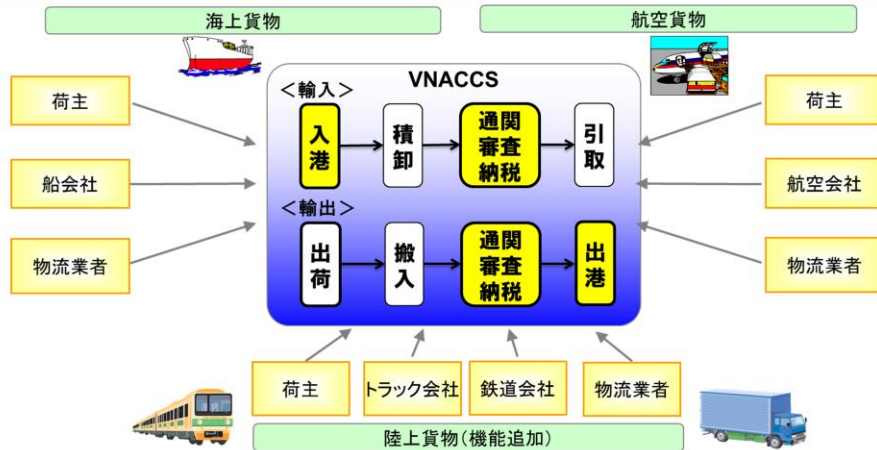 海上貨物
航空貨物
VNACCS
＜輸入＞
入港
積卸
通関
審査
納税
引取
＜輸出＞
出荷
搬入
通関
審査
納税
出港
荷主
船会社
物流業者
荷主
航空会社
物流業者
荷主
トラック会社
鉄道会社
物流業者
陸上貨物(機能追加)